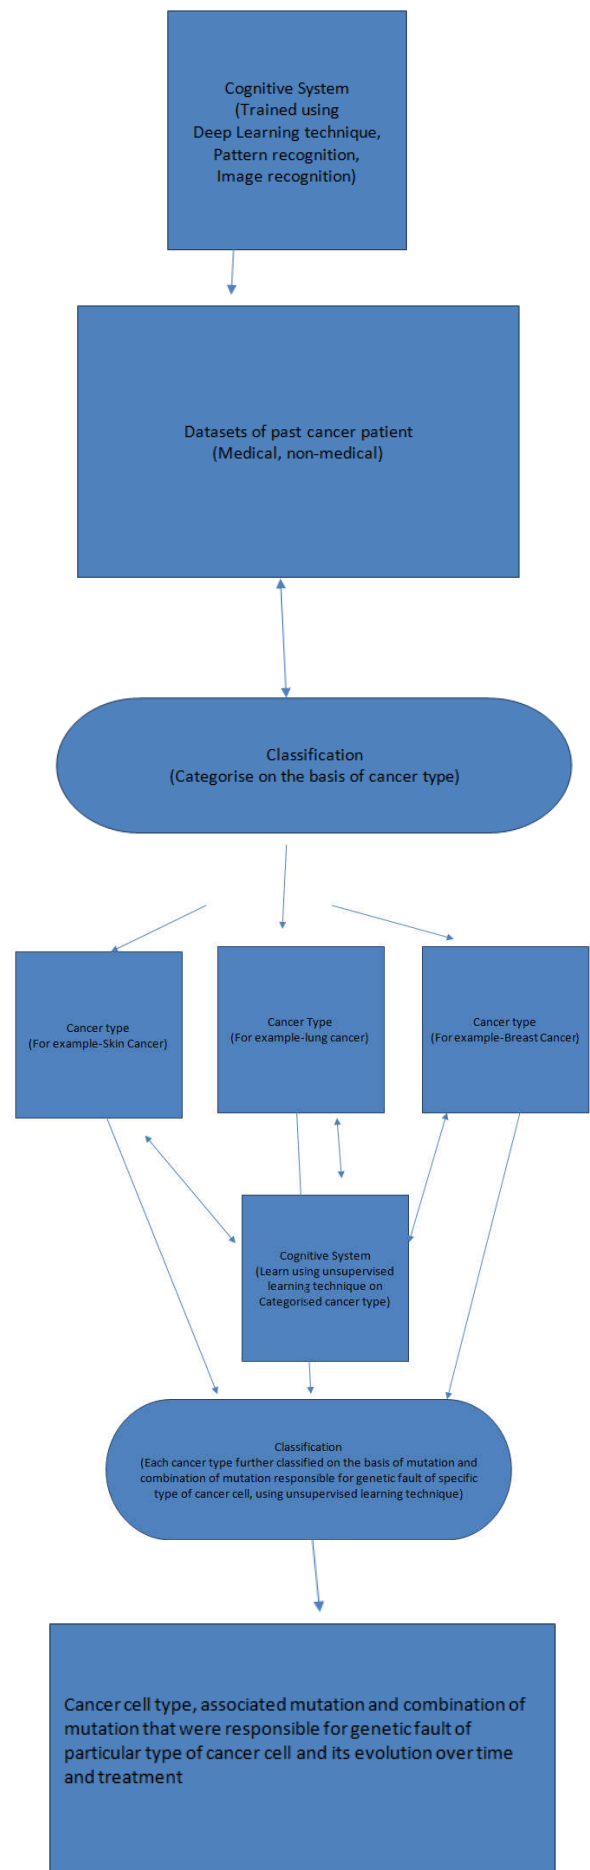 Cognitive System
(Trained using
Deep Learning technique,
Pattern recognition,
Image recognition)
Datasets of past cancer patient
(Medical, non-medical)
Classification
(Categorise on the basis of cancer type)
Cancer type
(For example-Skin Cancer)
Cancer Type
(For example-lung cancer)
Cancer type
(For example-Breast Cancer)
Cognitive System
(Learn using unsupervised
learning technique on
Categorised cancer type)
Classification
(Each cancer type further classified on the basis of mutation and
combination of mutation responsible for genetic fault of specific
type of cancer cell, using unsupervised learning technique)
Cancer cell type, associated mutation and combination of
mutation that were responsible for genetic fault of
particular type of cancer cell and its evolution over time
and treatment